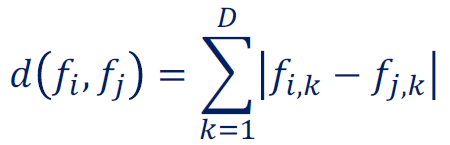 d(f_i, f_j) = \sum_{k=1}^{D} |f_{i,k} - f_{j,k}|